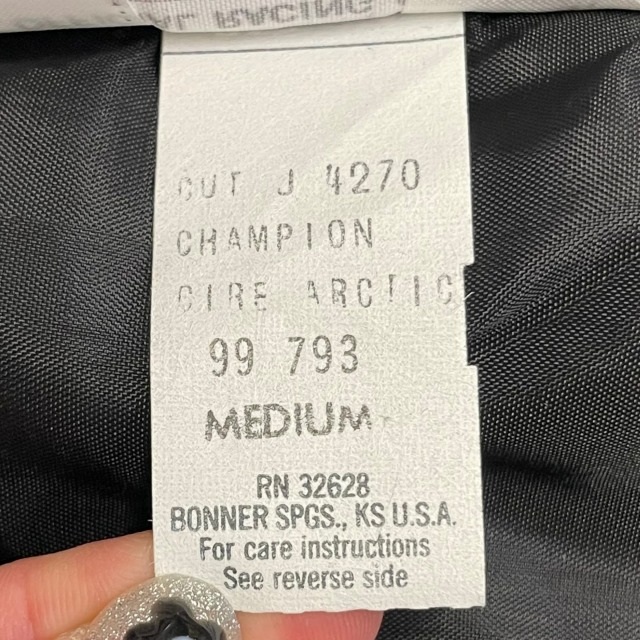 RACING
CUT J 4270
CHAMPION
CIRE ARCTIC
99 793
MEDIUM
RN 32628
BONNER SPGS., KS U.S.A.
For care instructions
See reverse side